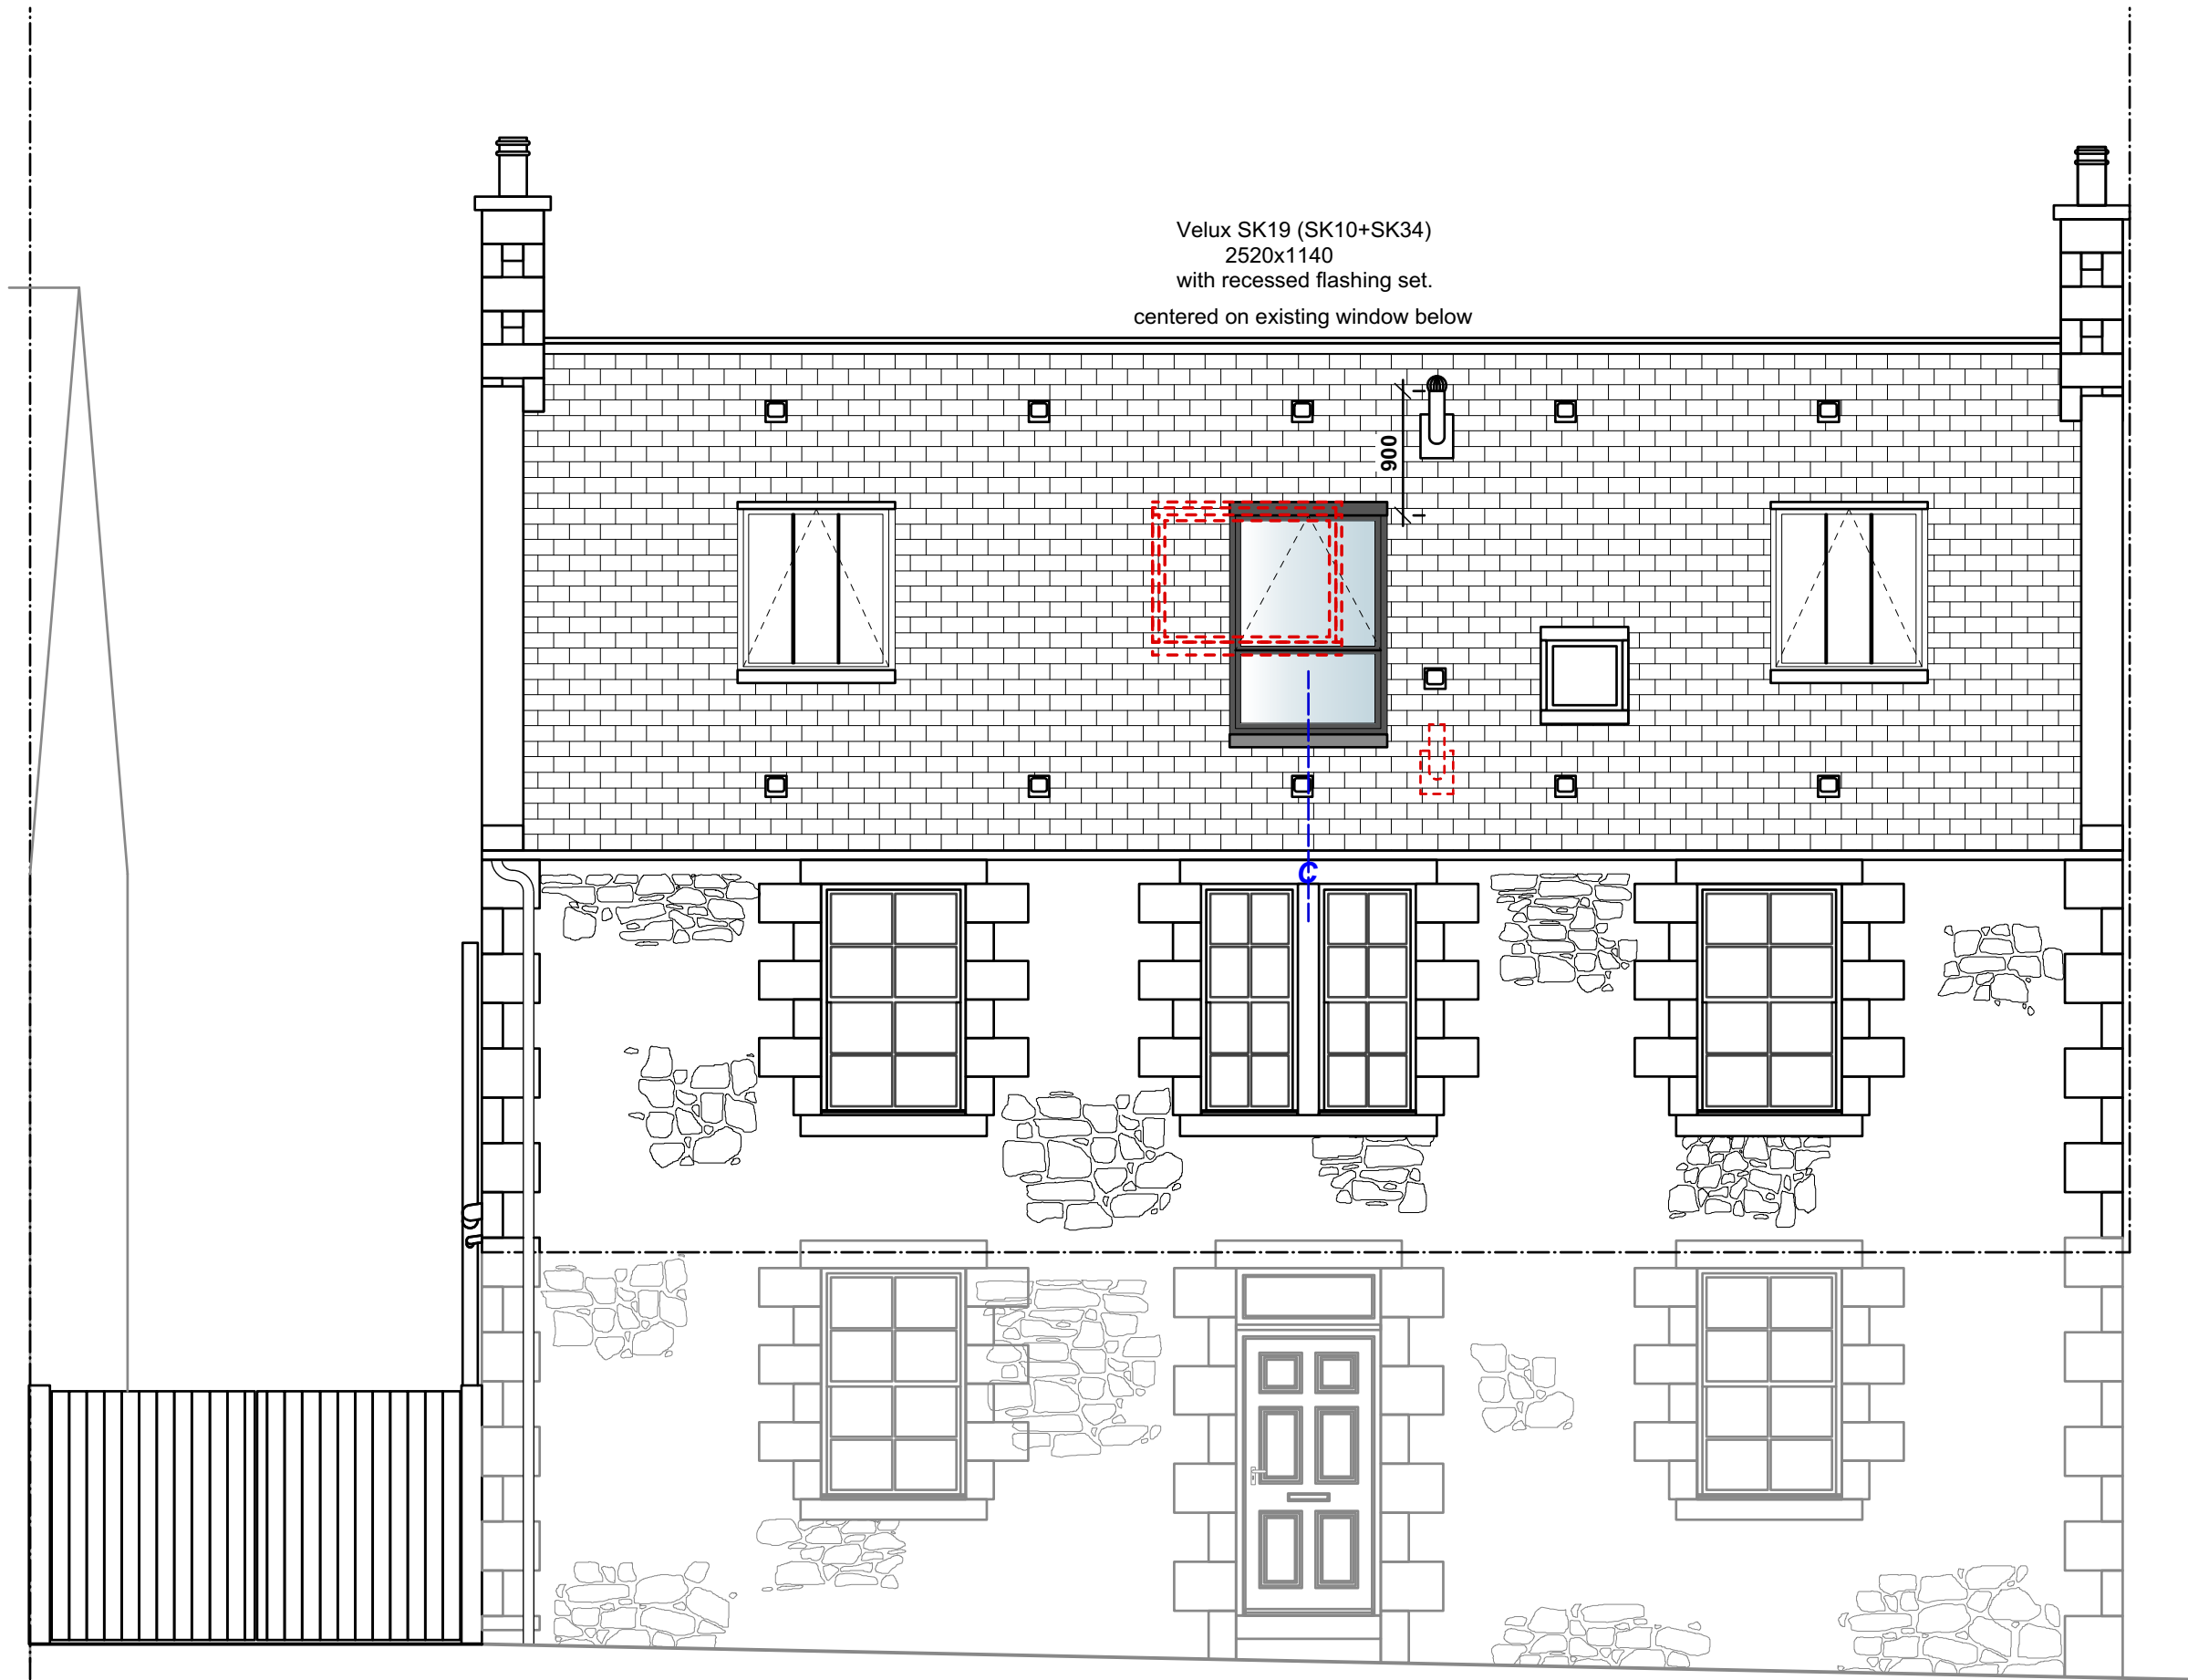 Velux SK19 (SK10+SK34)
2520x1140
with recessed flashing set.
centered on existing window below
900
C